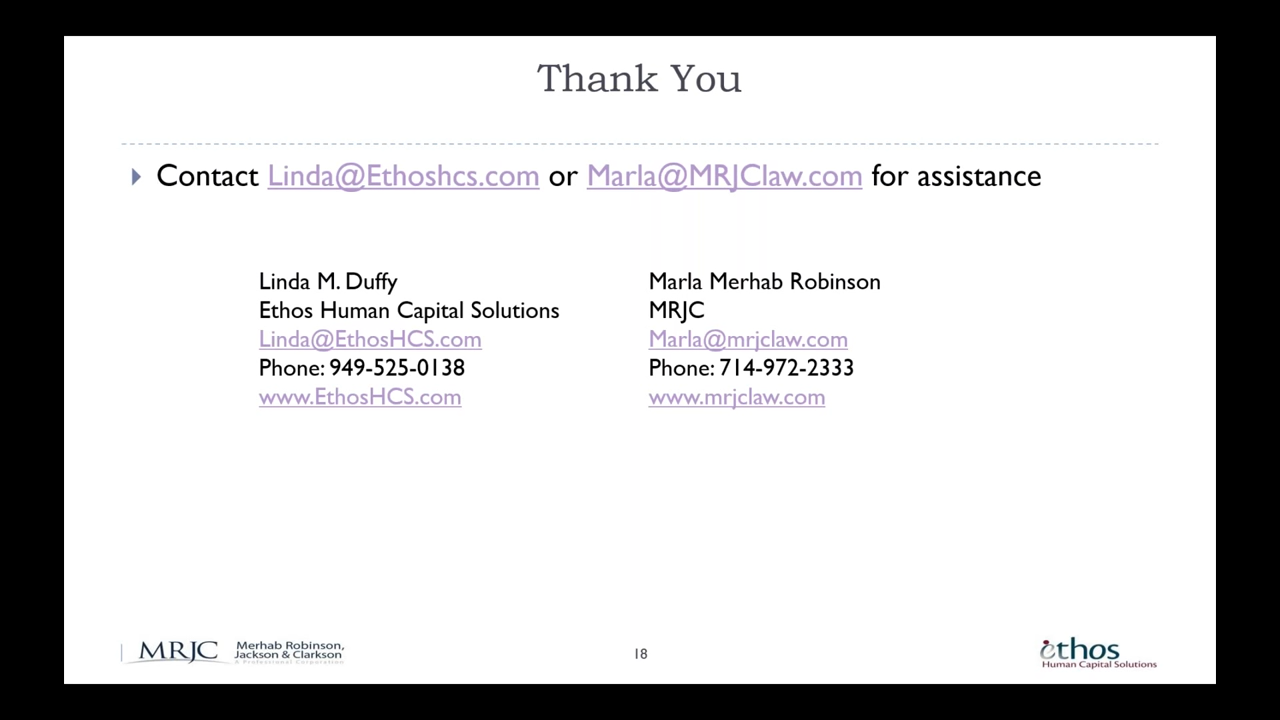 Thank You
Contact Linda@Ethoshcs.com or Marla@MRJClaw.com for assistance
Linda M. Duffy
Ethos Human Capital Solutions
Linda@EthosHCS.com
Phone: 949-525-0138
www.EthosHCS.com
Marla Merhab Robinson
MRJC
Marla@mrjclaw.com
Phone: 714-972-2333
www.mrjclaw.com
MRJC
Merhab Robinson,
Jackson & Clarkson
A Professional Corporation
18
ethos
Human Capital Solutions